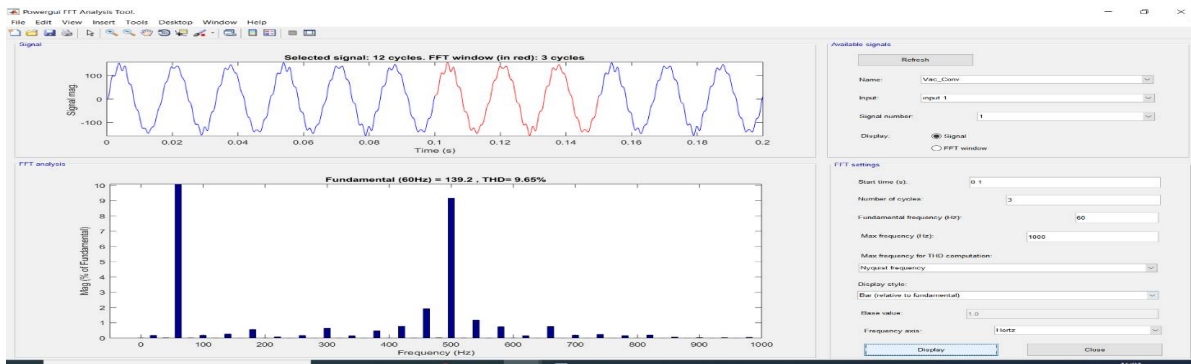 Powergui FFT Analysis Tool.
File Edit View Insert Tools Desktop Window Help
Signal
Selected signal: 12 cycles. FFT window (in red): 3 cycles
Signal mag.
100
0
-100
0 0.02 0.04 0.06 0.08 0.1 0.12 0.14 0.16 0.18 0.2
Time (s)
FFT analysis
Fundamental (60Hz) = 139.2 , THD= 9.65%
Mag (% of Fundamental)
10
9
8
7
6
5
4
3
2
1
0
0 100 200 300 400 500 600 700 800 900 1000
Frequency (Hz)
Available signals
Refresh
Name: Vac_Conv
Input: input 1
Signal number: 1
Display: Signal
FFT window
FFT settings
Start time (s): 0.1
Number of cycles: 3
Fundamental frequency (Hz): 60
Max frequency (Hz): 1000
Max frequency for THD computation:
Nyquist frequency
Display style:
Bar (relative to fundamental)
Base value: 1.0
Frequency axis: Hertz
Display Close